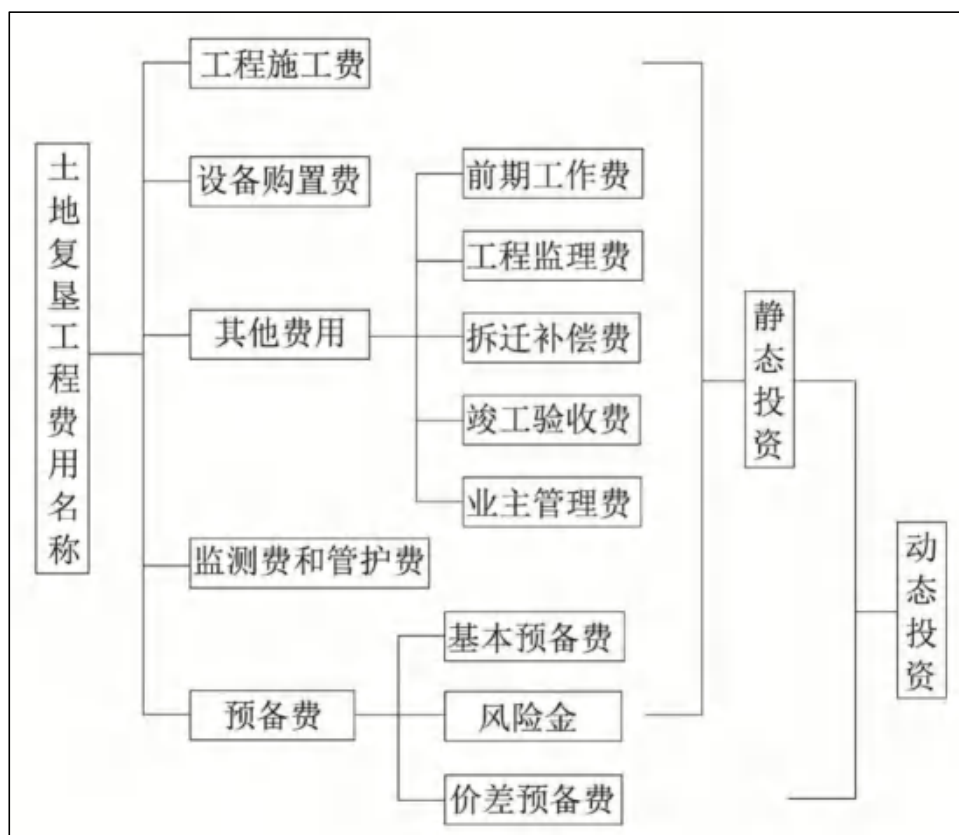 土地复垦工程费用名称
工程施工费
设备购置费
其他费用
监测费和管护费
预备费
前期工作费
工程监理费
拆迁补偿费
竣工验收费
业主管理费
基本预备费
风险金
价差预备费
静态投资
动态投资